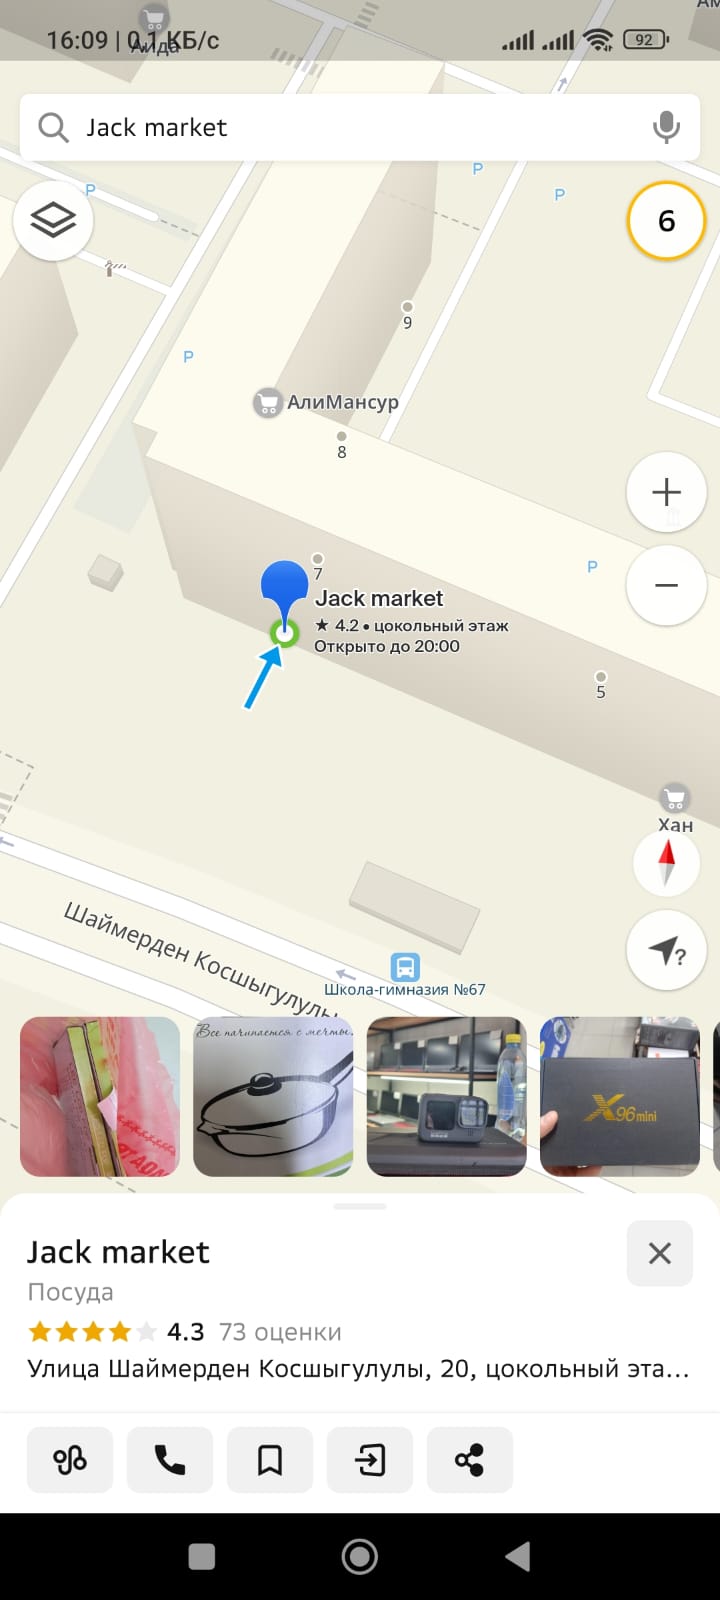 16:09 | 0,1 КБ/с
92
Аида
Jack market
P
P
P
6
9
P
АлиМансур
8
7
P
Jack market
★ 4.2 • цокольный этаж
Открыто до 20:00
5
Хан
Шаймерден Косшыгулулы
?
Школа-гимназия №67
Все начинается с мечты.
X96mini
Jack market
Посуда
4.3 73 оценки
Улица Шаймерден Косшыгулулы, 20, цокольный эта...